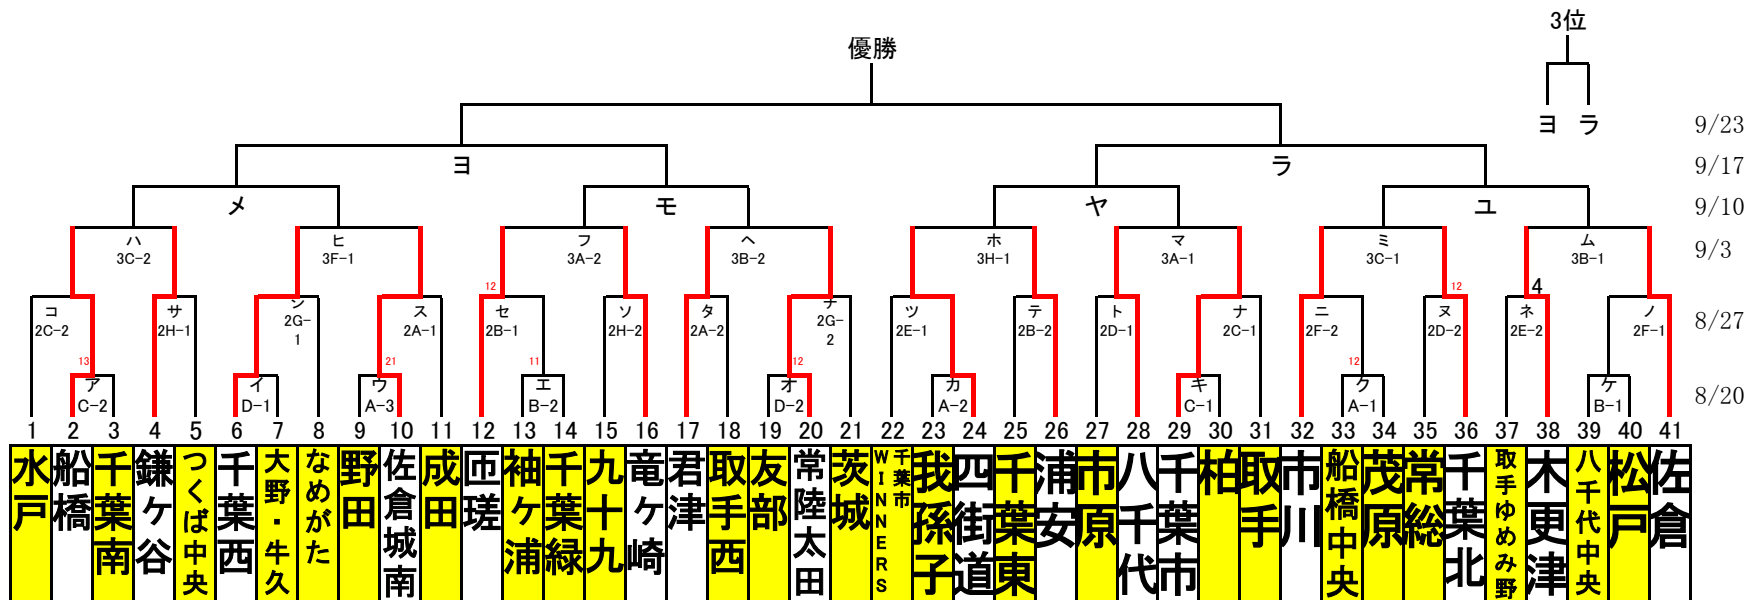 3位
優勝
ヨ ラ
9/23
ヨ ラ 9/17
メ モ ヤ ユ 9/10
ハ ヒ フ ヘ ホ マ ミ ム
3C-2 3F-1 3A-2 3B-2 3H-1 3A-1 3C-1 3B-1
9/3
12 12 4
コ サ シ ス セ ソ タ チ ツ テ ト ナ ニ ヌ ネ ノ
2C-2 2H-1 2G-1 2A-1 2B-1 2H-2 2A-2 2G-2 2E-1 2B-2 2D-1 2C-1 2F-2 2D-2 2E-2 2F-1
8/27
13 21 11 12 12
ア イ ウ エ オ カ キ ク ケ
C-2 D-1 A-3 B-2 D-2 A-2 C-1 A-1 B-1
8/20
1 2 3 4 5 6 7 8 9 10 11 12 13 14 15 16 17 18 19 20 21 22 23 24 25 26 27 28 29 30 31 32 33 34 35 36 37 38 39 40 41
水戸
船橋
千葉南
鎌ヶ谷
つくば中央
千葉西
大野・牛久
なめがた
野田
佐倉城南
成田
匝瑳
袖ヶ浦
千葉緑
九十九
竜ヶ崎
君津
取手西
友部
常陸太田
茨城
千葉市
WINNERS
我孫子
四街道
千葉東
浦安
市原
八千代
千葉市
柏
取手
市川
船橋中央
茂原
常総
千葉北
取手ゆめみ野
木更津
八千代中央
松戸
佐倉